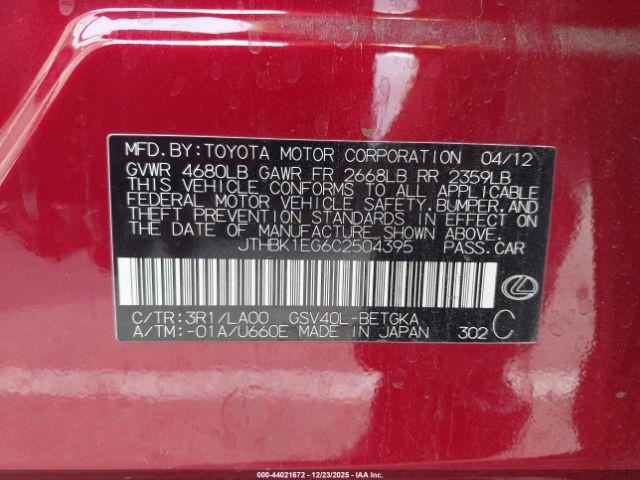 MFD.BY:TOYOTA MOTOR CORPORATION 04/12
GVWR 4680LB GAWR FR 2668LB RR 2359LB
THIS VEHICLE CONFORMS TO ALL APPLICABLE
FEDERAL MOTOR VEHICLE SAFETY,BUMPER,AND
THEFT PREVENTION STANDARDS IN EFFECT ON
THE DATE OF MANUFACTURE SHOWN ABOVE.
JTHBK1EG6C2504395 PASS.CAR
C/TR:3R1/LA00 GSV40L-BETGKA
A/TM:-01A/U660E MADE IN JAPAN 302 C
000-44021672 - 12/23/2025 - Copyright © IAA, Inc.